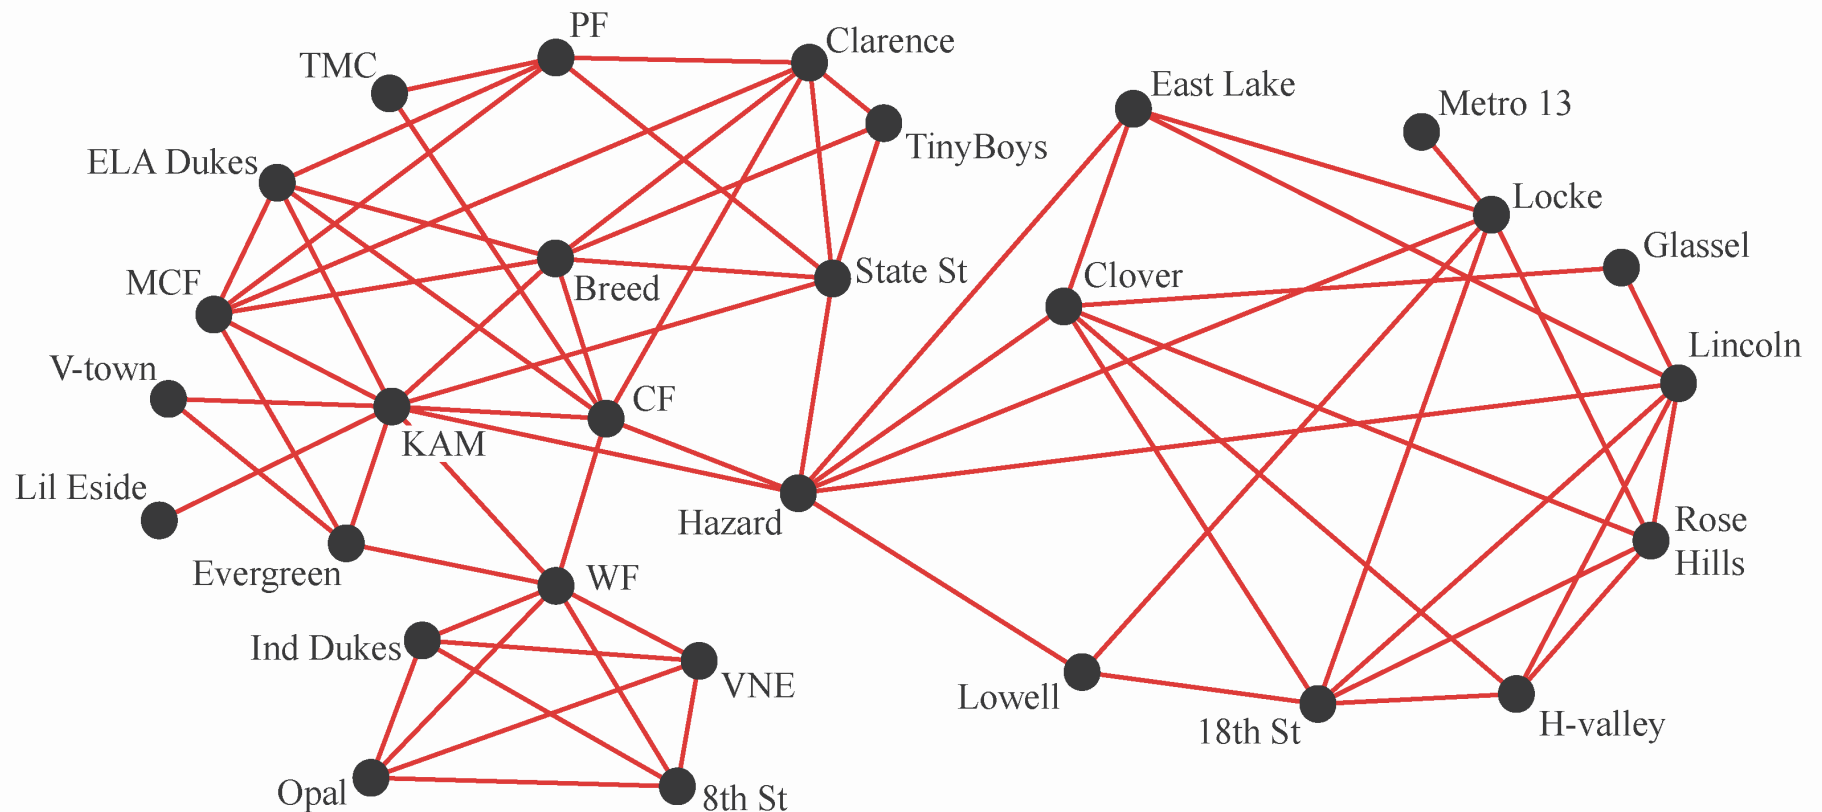 PF
Clarence
TMC
East Lake
Metro 13
TinyBoys
ELA Dukes
Locke
Glassel
MCF
Breed
State St
Clover
Lincoln
V-town
CF
KAM
Lil Eside
Hazard
Rose
Hills
Evergreen
WF
Ind Dukes
VNE
Lowell
18th St
H-valley
Opal
8th St